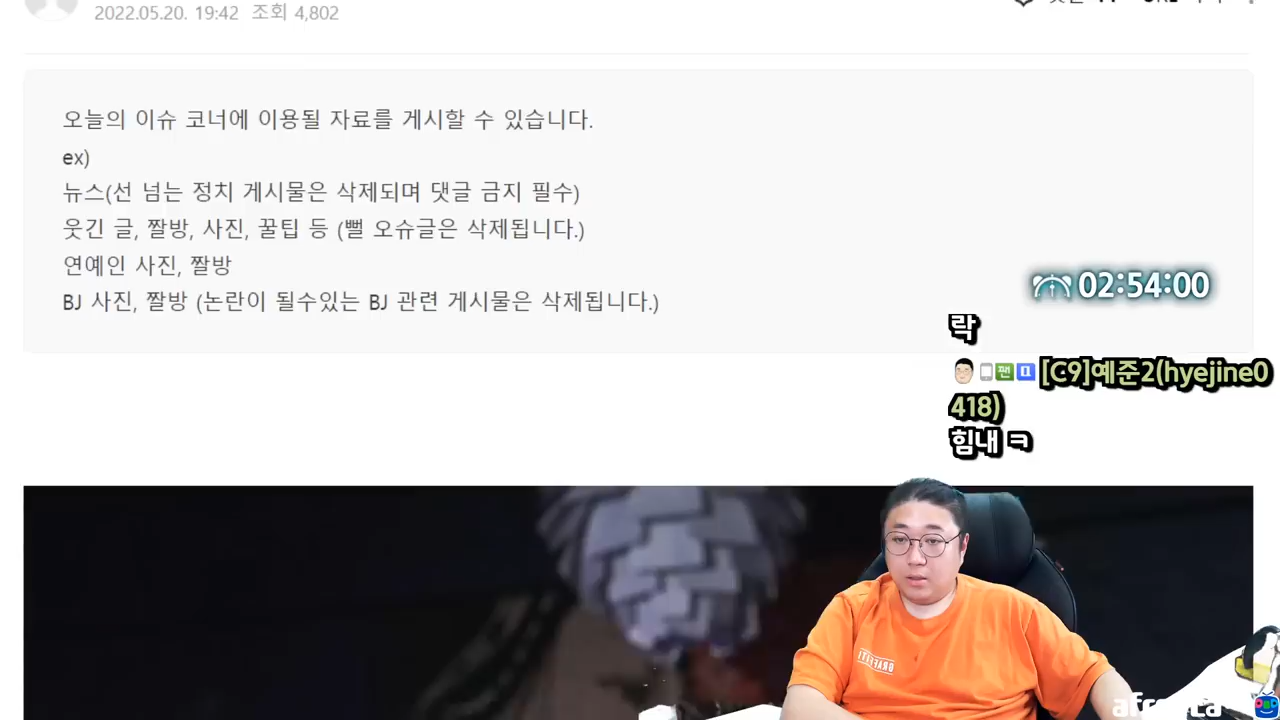 2022.05.20. 19:42 조회 4,802
오늘의 이슈 코너에 이용될 자료를 게시할 수 있습니다.
ex)
뉴스(선 넘는 정치 게시물은 삭제되며 댓글 금지 필수)
웃긴 글, 짤방, 사진, 꿀팁 등 (뻘 오슈글은 삭제됩니다.)
연예인 사진, 짤방
BJ 사진, 짤방 (논란이 될수있는 BJ 관련 게시물은 삭제됩니다.)
02:54:00
락
[C9]예준2(hyejine0
418)
힘내 ㅋ